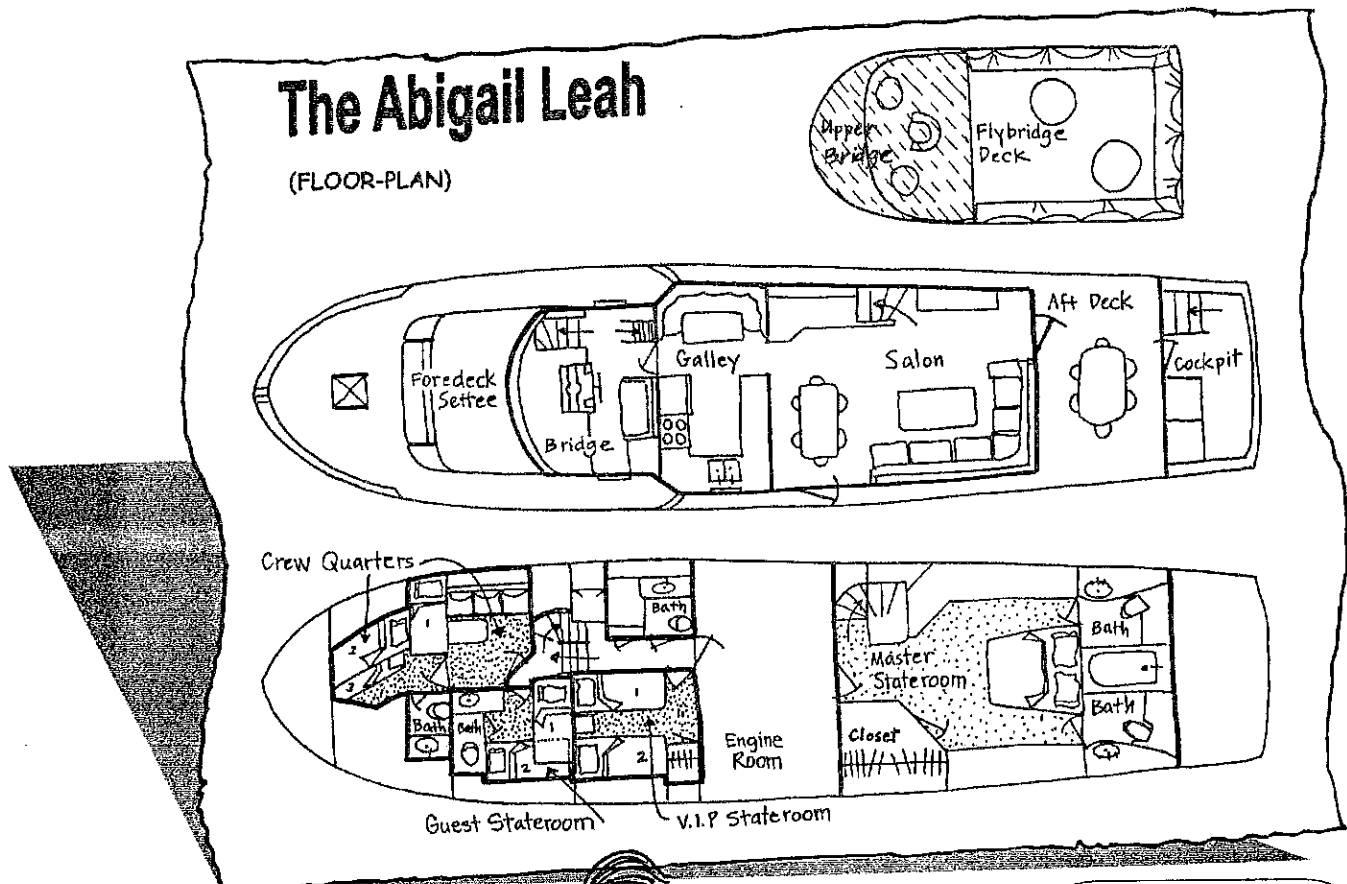 The Abigail Leah
(FLOOR-PLAN)
Upper
Bridge
Flybridge
Deck
Foredeck
Settee
Bridge
Galley
Salon
Aft Deck
Cockpit
Crew Quarters
1
2
3
Bath
Bath
Bath
1
2
1
2
Guest Stateroom
V.I.P Stateroom
Engine
Room
Master
Stateroom
Closet
Bath
Bath